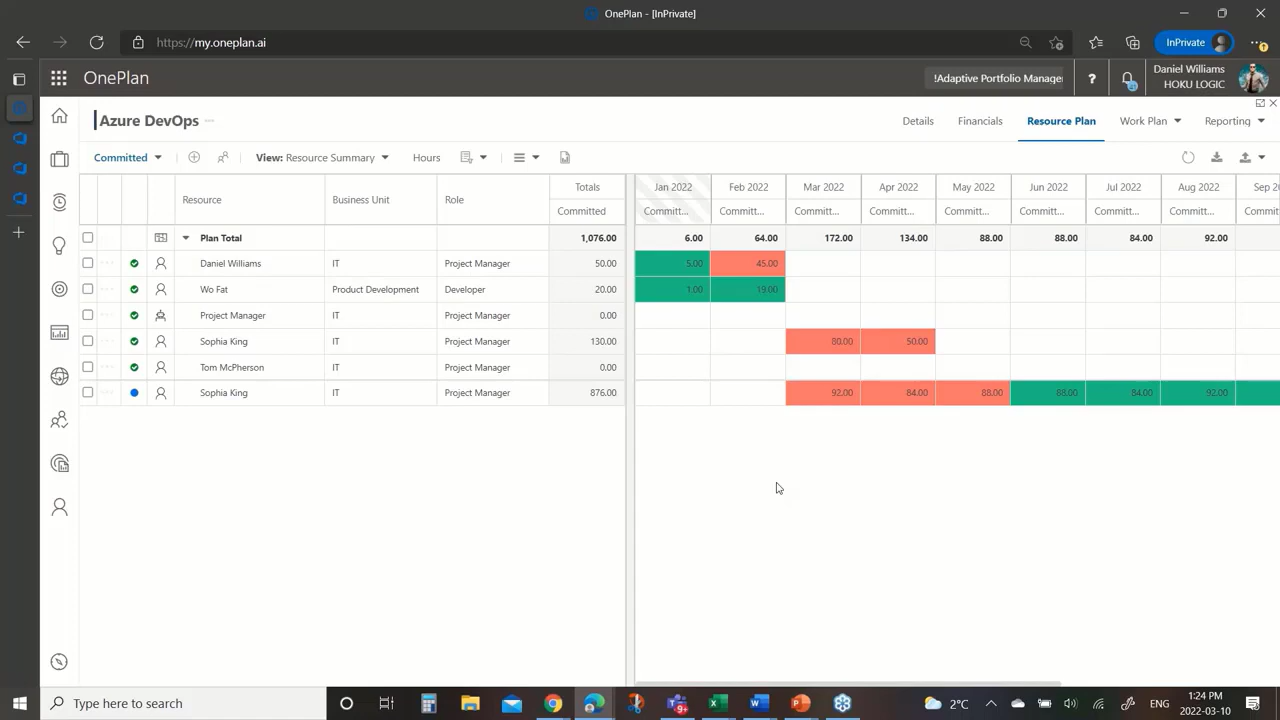 OnePlan - [InPrivate]
https://my.oneplan.ai
InPrivate
OnePlan
!Adaptive Portfolio Manager
?
Daniel Williams
HOKU LOGIC
Azure DevOps
Details
Financials
Resource Plan
Work Plan
Reporting
Committed
View: Resource Summary
Hours
Resource
Business Unit
Role
Totals
Committed
Jan 2022
Feb 2022
Mar 2022
Apr 2022
May 2022
Jun 2022
Jul 2022
Aug 2022
Sep 20
Committ...
Committ...
Committ...
Committ...
Committ...
Committ...
Committ...
Committ...
Commit
Plan Total 1,076.00 6.00 64.00 172.00 134.00 88.00 88.00 84.00 92.00
Daniel Williams IT Project Manager 50.00 5.00 45.00
Wo Fat Product Development Developer 20.00 1.00 19.00
Project Manager IT Project Manager 0.00
Sophia King IT Project Manager 130.00 80.00 50.00
Tom McPherson IT Project Manager 0.00
Sophia King IT Project Manager 876.00 92.00 84.00 88.00 88.00 84.00 92.00
Type here to search
9+
2°C
ENG
1:24 PM
2022-03-10